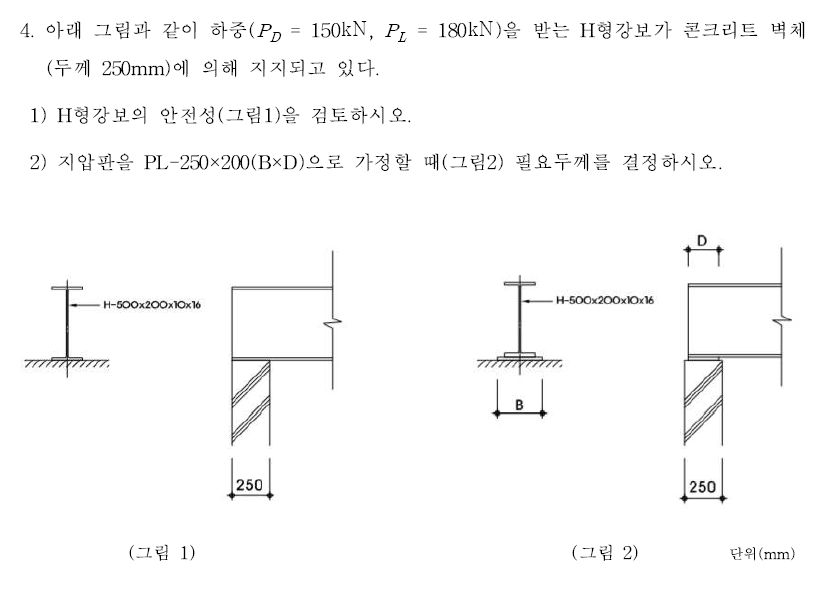 4. 아래 그림과 같이 하중(P_D = 150kN, P_L = 180kN)을 받는 H형강보가 콘크리트 벽체
(두께 250mm)에 의해 지지되고 있다.
1) H형강보의 안전성(그림1)을 검토하시오.
2) 지압판을 PL-250×200(B×D)으로 가정할 때(그림2) 필요두께를 결정하시오.
D
H-500x200x10x16
H-500x200x10x16
B
250
250
(그림 1)
(그림 2)
단위(mm)